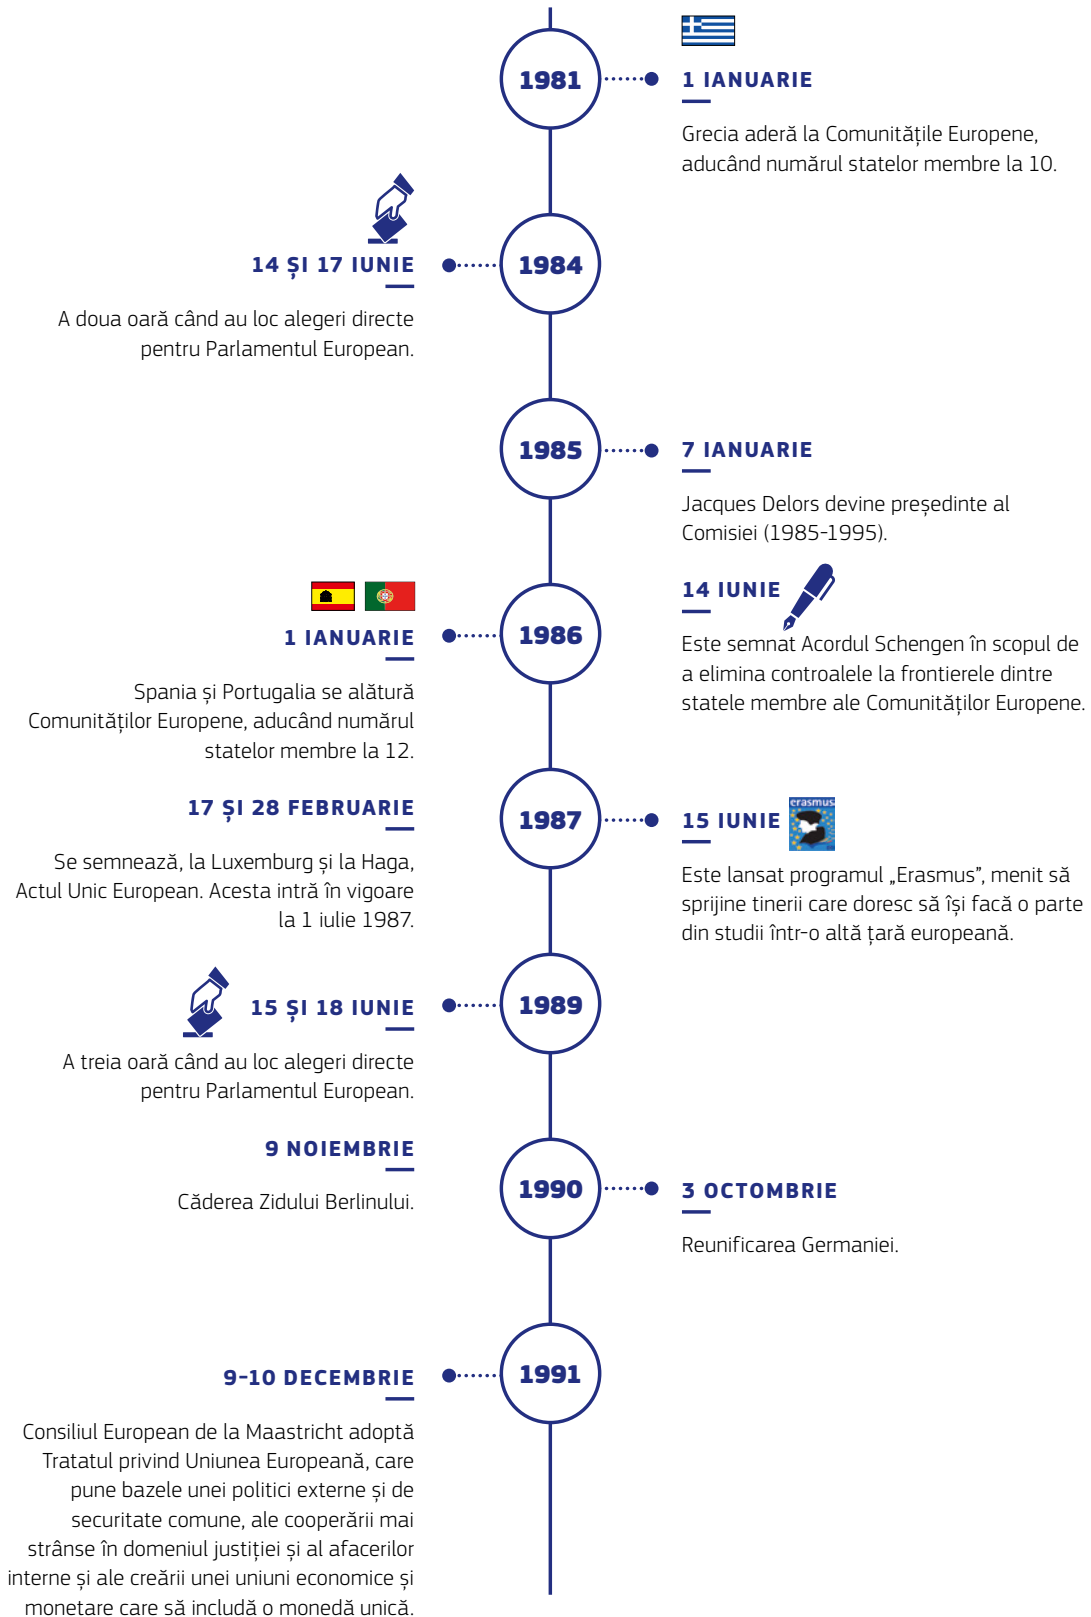 1981
1 IANUARIE
Grecia aderă la Comunitățile Europene,
aducând numărul statelor membre la 10.
1984
14 ȘI 17 IUNIE
A doua oară când au loc alegeri directe
pentru Parlamentul European.
1985
7 IANUARIE
Jacques Delors devine președinte al
Comisiei (1985-1995).
14 IUNIE
Este semnat Acordul Schengen în scopul de
a elimina controalele la frontierele dintre
statele membre ale Comunităților Europene.
1986
1 IANUARIE
Spania și Portugalia se alătură
Comunităților Europene, aducând numărul
statelor membre la 12.
17 ȘI 28 FEBRUARIE
Se semnează, la Luxemburg și la Haga,
Actul Unic European. Acesta intră în vigoare
la 1 iulie 1987.
1987
15 IUNIE
erasmus
Este lansat programul „Erasmus”, menit să
sprijine tinerii care doresc să își facă o parte
din studii într-o altă țară europeană.
1989
15 ȘI 18 IUNIE
A treia oară când au loc alegeri directe
pentru Parlamentul European.
9 NOIEMBRIE
Căderea Zidului Berlinului.
1990
3 OCTOMBRIE
Reunificarea Germaniei.
1991
9-10 DECEMBRIE
Consiliul European de la Maastricht adoptă
Tratatul privind Uniunea Europeană, care
pune bazele unei politici externe și de
securitate comune, ale cooperării mai
strânse în domeniul justiției și al afacerilor
interne și ale creării unei uniuni economice și
monetare care să includă o monedă unică.